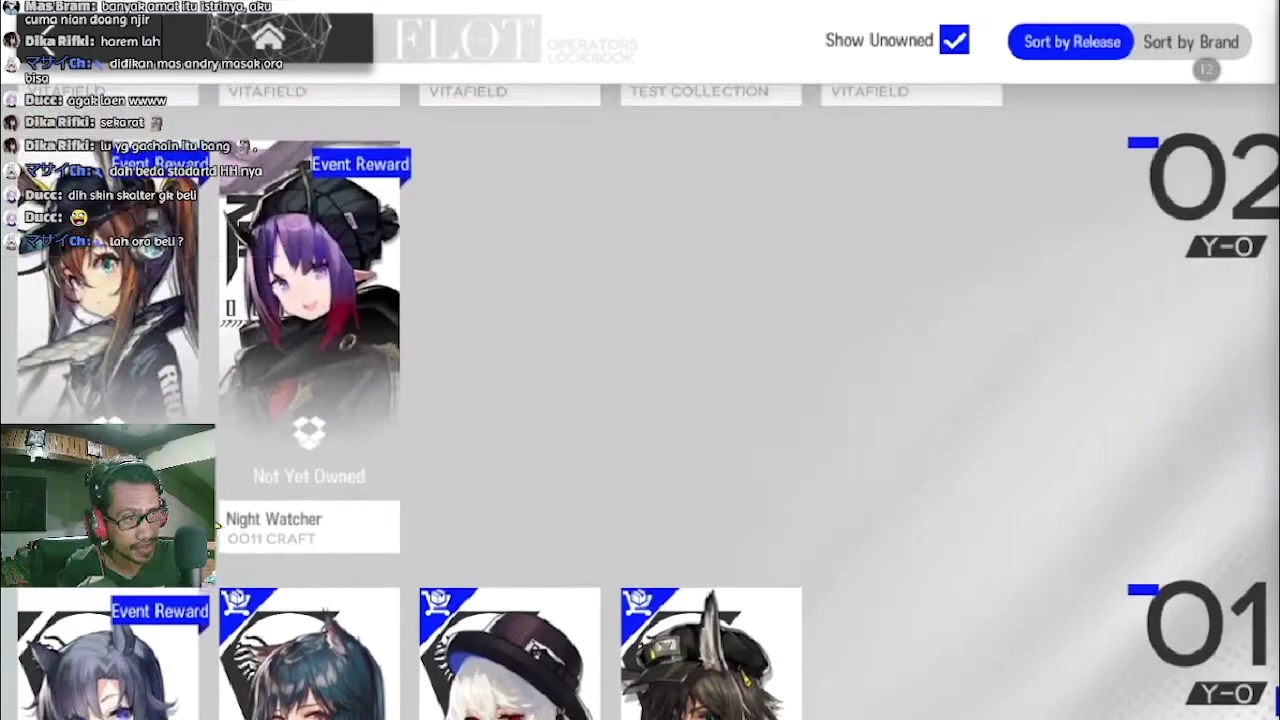 Mas Bram: banyak amat itu istrinya, aku
cuma nian doang njir
Dika Rifki: harem lah
マサイCh: didikan mas andry masak ora
bisa
Ducc: agak laen wwww
Dika Rifki: sekarat
Dika Rifki: lu yg gachain itu bang
マサイCh: dah beda stadartd HH nya
Ducc: dih skin skalter gk beli
Ducc: 
マサイCh: lah ora beli ?
FLOT
OPERATORS
LOOKBOOK
Show Unowned
Sort by Release
Sort by Brand
12
VITAFIELD
VITAFIELD
VITAFIELD
TEST COLLECTION
VITAFIELD
Event Reward
Event Reward
02
Y-O
Not Yet Owned
Night Watcher
0011 CRAFT
Event Reward
01
Y-O